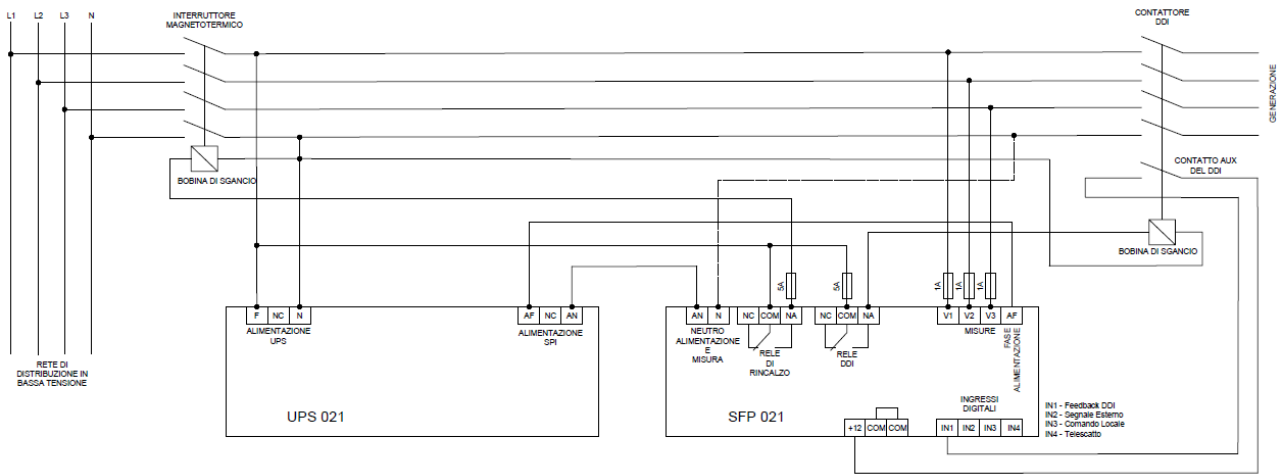 L1 L2 L3 N
INTERRUTTORE
MAGNETOTERMICO
CONTATTORE
DDI
GENERAZIONE
BOBINA DI SGANCIO
CONTATTO AUX
DEL DDI
BOBINA DI SGANCIO
5A
5A
1A
1A
1A
F NC N
ALIMENTAZIONE
UPS
AF NC AN
ALIMENTAZIONE
SPI
UPS 021
RETE DI
DISTRIBUZIONE IN
BASSA TENSIONE
AN N
NEUTRO
ALIMENTAZIONE
E
MISURA
NC COM NA
RELE
DI
RINCALZO
NC COM NA
RELE
DDI
V1 V2 V3 AF
MISURE
FASE
ALIMENTAZIONE
SFP 021
+12 COM COM
INGRESSI
DIGITALI
IN1 IN2 IN3 IN4
IN1 - Feedback DDI
IN2 - Segnale Esterno
IN3 - Comando Locale
IN4 - Telescatto